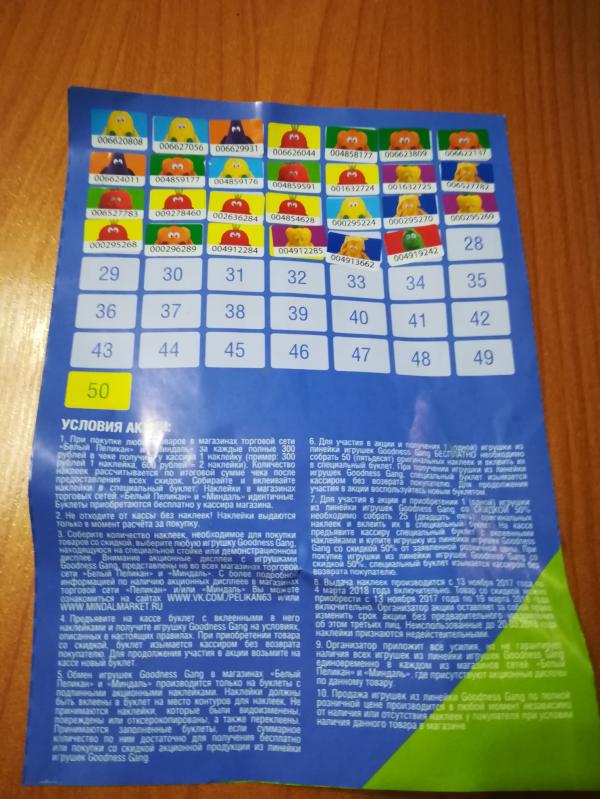 006620808 006627056 006629931 006626044 004858177 006623809 006622137
006624011 004859177 004859176 004859591 001632724 001632725 006527782
006527783 009278460 002636284 004854628 000295224 000295270 000295269
000295268 000296289 004912284 004912285 004913662 004919242 28
29 30 31 32 33 34 35
36 37 38 39 40 41 42
43 44 45 46 47 48 49
50
УСЛОВИЯ АКЦИИ:
1. При покупке любых товаров в магазинах торговой сети
«Белый Пеликан» и «Миндаль» за каждые полные 300
рублей в чеке получите у кассира 1 наклейку (пример: 300
рублей 1 наклейка, 600 рублей = 2 наклейки). Количество
наклеек рассчитывается по итоговой сумме чека после
предоставления всех скидок. Собирайте и вклеивайте
наклейки в специальный буклет. Наклейки в магазинах
торговых сетей «Белый Пеликан» и «Миндаль» идентичные.
Буклеты приобретаются бесплатно у кассира магазина.
2. Не отходите от кассы без наклеек! Наклейки выдаются
только в момент расчёта за покупку.
3. Соберите количество наклеек, необходимое для покупки
товаров со скидкой, выберите любую игрушку Goodness Gang,
находящуюся на специальной стойке или демонстрационном
дисплее. Внимание акционные дисплеи с игрушками
Goodness Gang, представлены не во всех магазинах торговой
сети «Белый Пеликан» и «Миндаль». С более подробной
информацией по наличию акционных дисплеев в магазинах
торговой сети «Пеликан» и/или «Миндаль» Вы можете
ознакомиться на сайтах WWW.VK.COM/PELIKAN63 и/или
WWW.MINDALMARKET.RU
4. Предъявите на кассе буклет с вклеенными в него
наклейками и получите игрушку Goodness Gang на условиях,
описанных в настоящих правилах. При приобретении товара
со скидкой, буклет изымается кассиром без возврата
покупателю. Для продолжения участия в акции возьмите на
кассе новый буклет.
5. Обмен игрушек Goodness Gang в магазинах «Белый
Пеликан» и «Миндаль» производится только на буклеты с
подлинными акционными наклейками. Наклейки должны
быть вклеены в буклет на место контуров для наклеек. Не
принимаются наклейки, которые были видоизменены,
повреждены или отксерокопированы, а также переклеены.
Принимаются заполненные буклеты, если суммарное
количество по ним достаточно для получения бесплатно
или покупки со скидкой акционной продукции из линейки
игрушек Goodness Gang.
6. Для участия в акции и получения 1 (одной) игрушки из
линейки игрушек Goodness Gang БЕСПЛАТНО необходимо
собрать 50 (пятьдесят) оригинальных наклеек и вклеить их
в специальный буклет. При получении игрушки из линейки
игрушек Goodness Gang, специальный буклет изымается
кассиром без возврата покупателю. Для продолжения
участия в акции воспользуйтесь новым буклетом.
7. Для участия в акции и приобретения 1 (одной) игрушки
из линейки игрушек Goodness Gang со СКИДКОЙ 50%
необходимо собрать 25 (двадцать пять) оригинальных
наклеек и вклеить их в специальный буклет. На кассе
предъявите кассиру специальный буклет с вклеенными
наклейками и купите игрушку из линейки игрушек Goodness
Gang со скидкой 50% от заявленной розничной цены. При
покупке игрушки из линейки игрушек Goodness Gang со
скидкой 50%, специальный буклет изымается кассиром без
возврата покупателю.
8. Выдача наклеек производится с 13 ноября 2017 года
4 марта 2018 года включительно. Товар со скидкой можно
приобрести с 13 ноября 2017 года по 19 марта 2018
включительно. Организатор акции оставляет за собой право
изменять срок акции без предварительного уведомления
об этом третьих лиц. Неиспользованные до
наклейки признаются недействительными.
9. Организатор приложит все усилия, но не гарантирует
наличия всех игрушек из линейки игрушек Goodness Gang
единовременно в каждом из магазинов сетей «Белый
Пеликан» и «Миндаль», где присутствуют акционные дисплеи
по данному товару.
10. Продажа игрушек из линейки Goodness Gang по полной
розничной цене производится в любой момент независимо
от наличия или отсутствия наклеек у покупателя при условии
наличия данного товара в магазине.